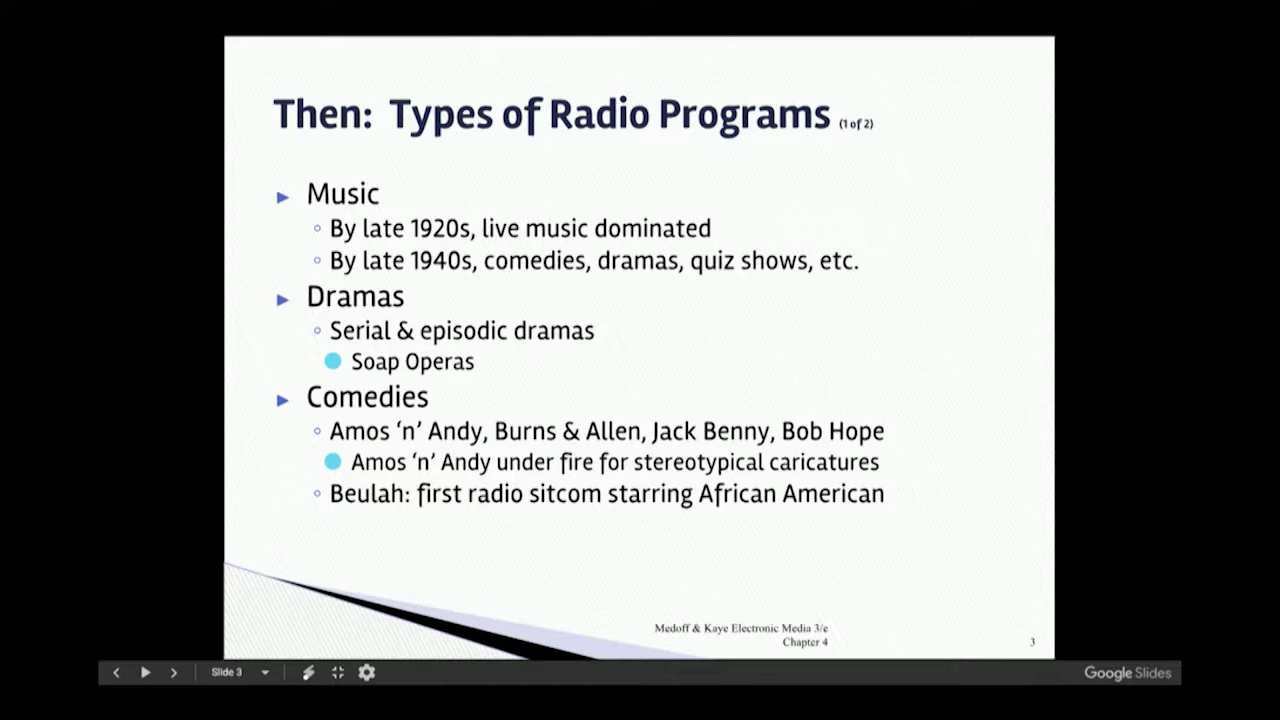 Then: Types of Radio Programs (1 of 2)
Music
By late 1920s, live music dominated
By late 1940s, comedies, dramas, quiz shows, etc.
Dramas
Serial & episodic dramas
Soap Operas
Comedies
Amos ‘n’ Andy, Burns & Allen, Jack Benny, Bob Hope
Amos ‘n’ Andy under fire for stereotypical caricatures
Beulah: first radio sitcom starring African American
Medoff & Kaye Electronic Media 3/e
Chapter 4
3
Slide 3
Google Slides